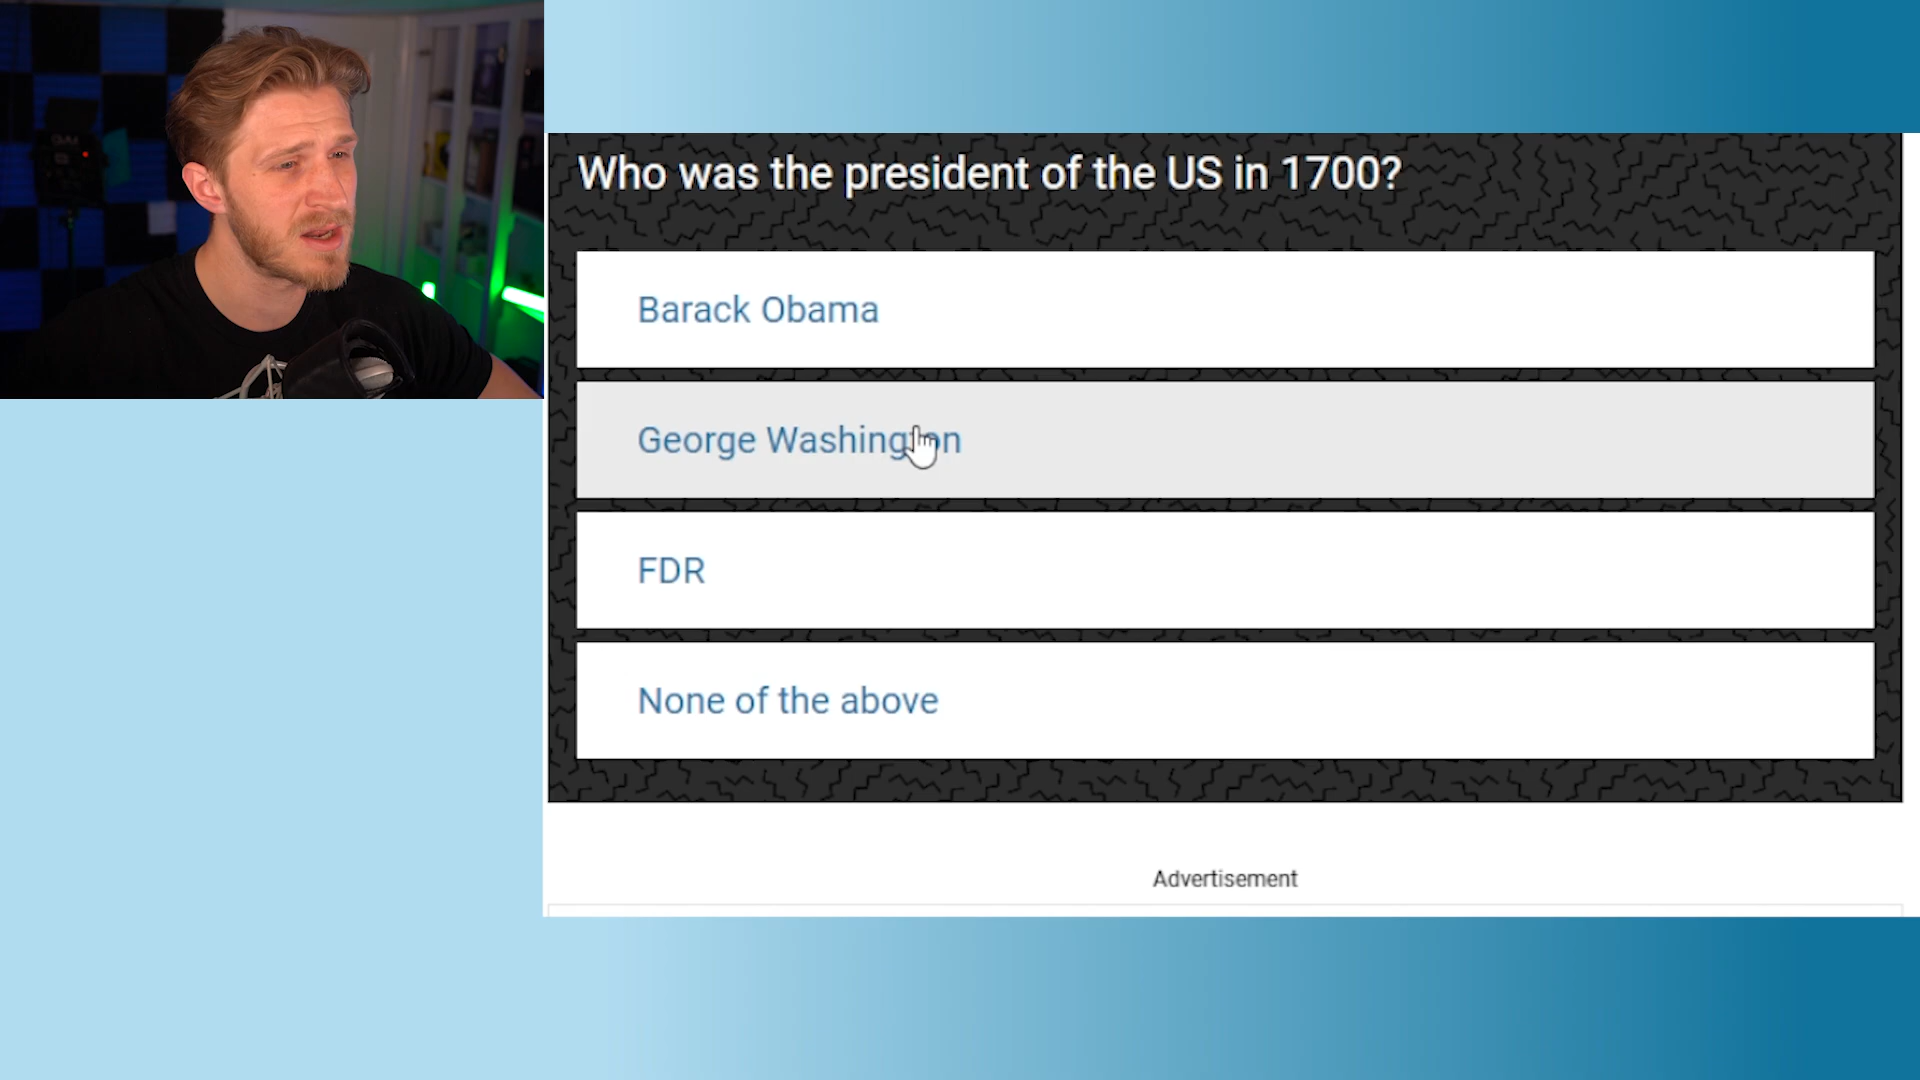 Who was the president of the US in 1700?
Barack Obama
George Washington
FDR
None of the above
Advertisement